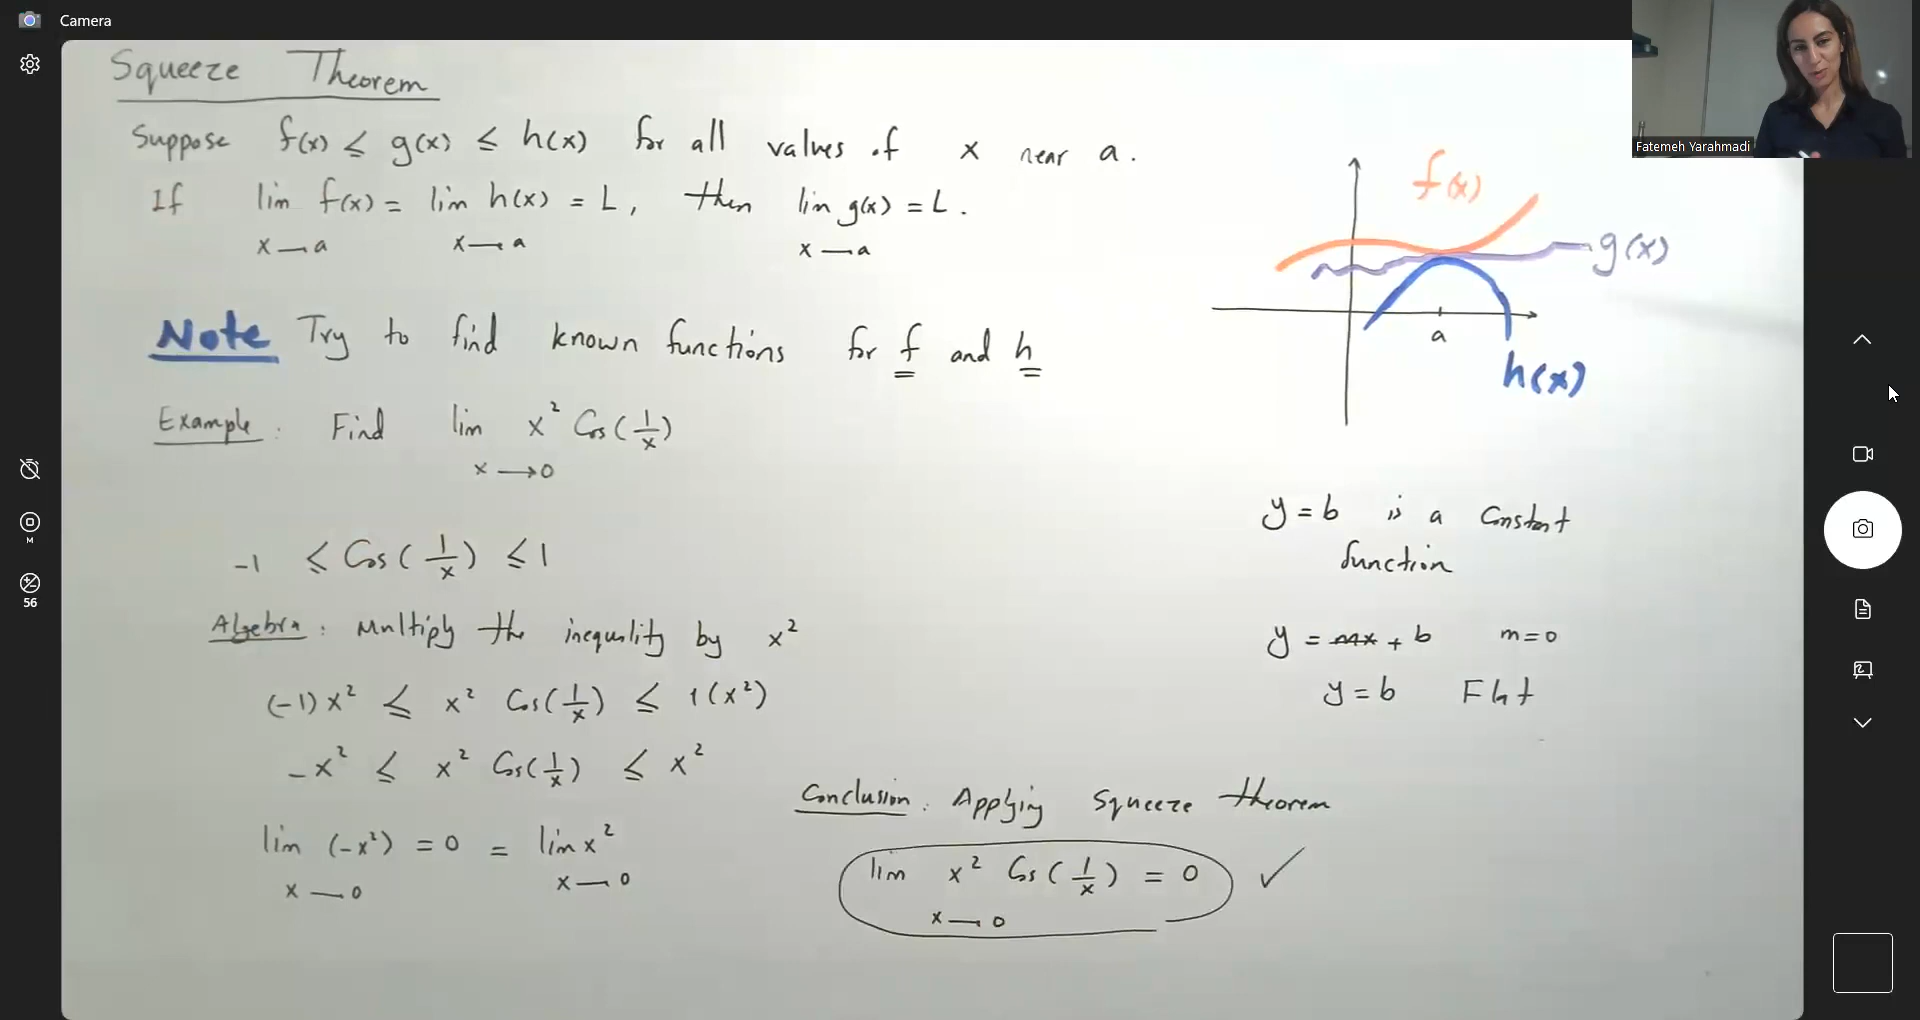 Camera
Fatemeh Yarahmadi
Squeeze Theorem
Suppose f(x) ≤ g(x) ≤ h(x) for all values of x near a.
If lim f(x) = lim h(x) = L, then lim g(x) = L.
x→a x→a x→a
f(x)
g(x)
a
h(x)
Note Try to find known functions for f and h
Example: Find lim x² Cos(1/x)
x→0
-1 ≤ Cos(1/x) ≤ 1
Algebra: Multiply the inequality by x²
(-1)x² ≤ x² Cos(1/x) ≤ 1(x²)
-x² ≤ x² Cos(1/x) ≤ x²
lim (-x²) = 0 = lim x²
x→0 x→0
y = b is a Constant
function
y = mx + b m=0
y = b Flat
Conclusion: Applying Squeeze theorem
lim x² Cos(1/x) = 0 ✓
x→0
M
56